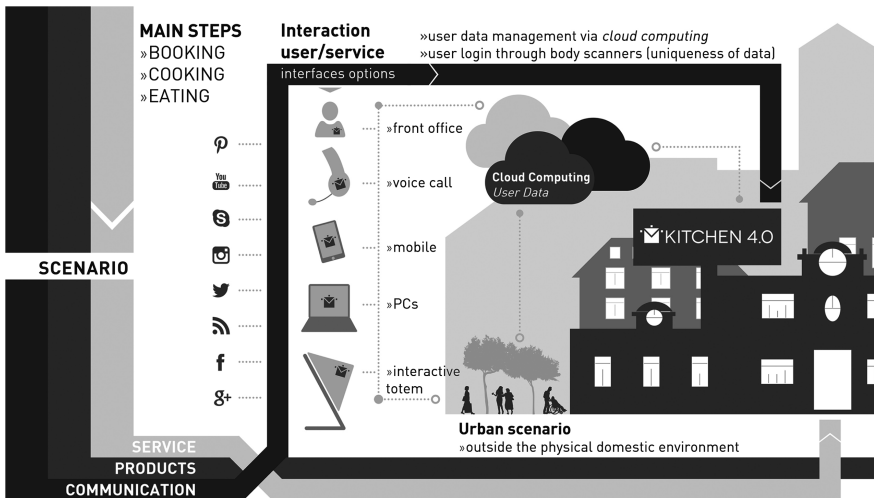 MAIN STEPS
»BOOKING
»COOKING
»EATING
Interaction
user/service
interfaces options
»user data management via cloud computing
»user login through body scanners (uniqueness of data)
»front office
»voice call
»mobile
»PCs
»interactive
totem
You
Tube
f
g+
Cloud Computing
User Data
KITCHEN 4.0
SCENARIO
Urban scenario
»outside the physical domestic environment
SERVICE
PRODUCTS
COMMUNICATION